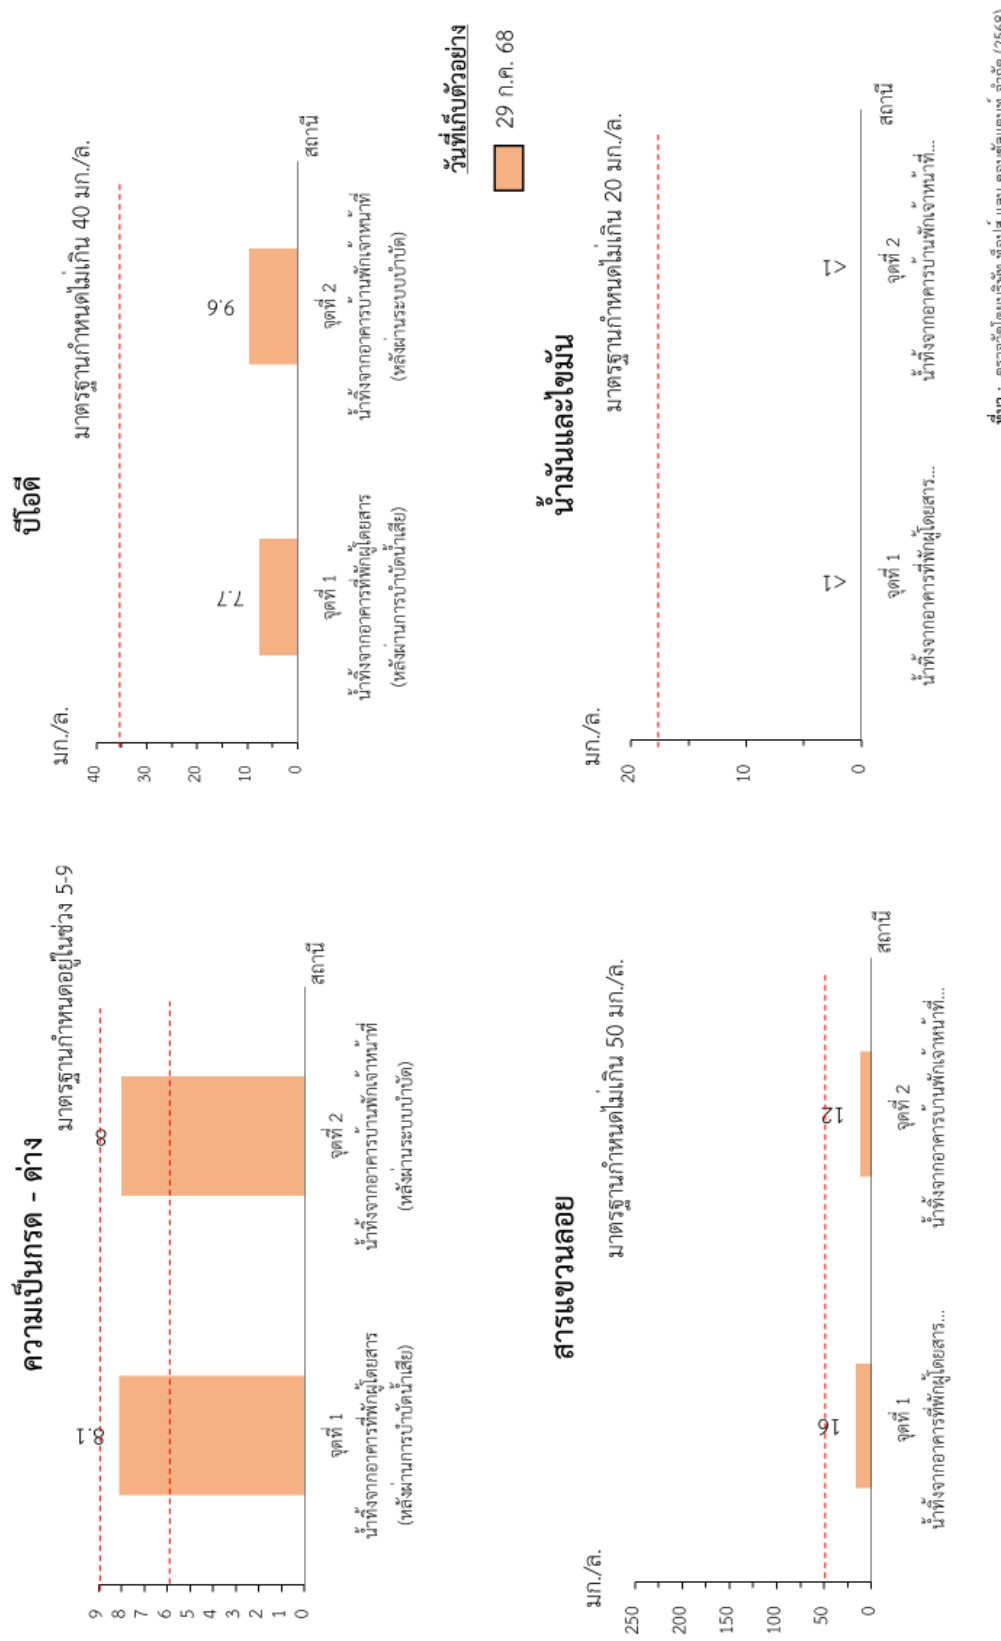 ความเป็นกรด - ด่าง
มาตรฐานกำหนดอยู่ในช่วง 5-9
9
8
7
6
5
4
3
2
1
0
8.1
8
จุดที่ 1
น้ำทิ้งจากอาคารที่พักผู้โดยสาร
(หลังผ่านการบำบัดน้ำเสีย)
จุดที่ 2
น้ำทิ้งจากอาคารบ้านพักเจ้าหน้าที่
(หลังผ่านระบบบำบัด)
สถานี
บีโอดี
มก./ล.
มาตรฐานกำหนดไม่เกิน 40 มก./ล.
40
30
20
10
0
7.7
9.6
จุดที่ 1
น้ำทิ้งจากอาคารที่พักผู้โดยสาร
(หลังผ่านการบำบัดน้ำเสีย)
จุดที่ 2
น้ำทิ้งจากอาคารบ้านพักเจ้าหน้าที่
(หลังผ่านระบบบำบัด)
สถานี
วันที่เก็บตัวอย่าง
29 ก.ค. 68
สารแขวนลอย
มก./ล.
มาตรฐานกำหนดไม่เกิน 50 มก./ล.
250
200
150
100
50
0
16
12
จุดที่ 1
น้ำทิ้งจากอาคารที่พักผู้โดยสาร...
จุดที่ 2
น้ำทิ้งจากอาคารบ้านพักเจ้าหน้าที่...
สถานี
น้ำมันและไขมัน
มก./ล.
มาตรฐานกำหนดไม่เกิน 20 มก./ล.
20
10
0
<1
<1
จุดที่ 1
น้ำทิ้งจากอาคารที่พักผู้โดยสาร...
จุดที่ 2
น้ำทิ้งจากอาคารบ้านพักเจ้าหน้าที่...
สถานี
ที่มา : ตรวจวัดโดยบริษัท จำกัด (2568)